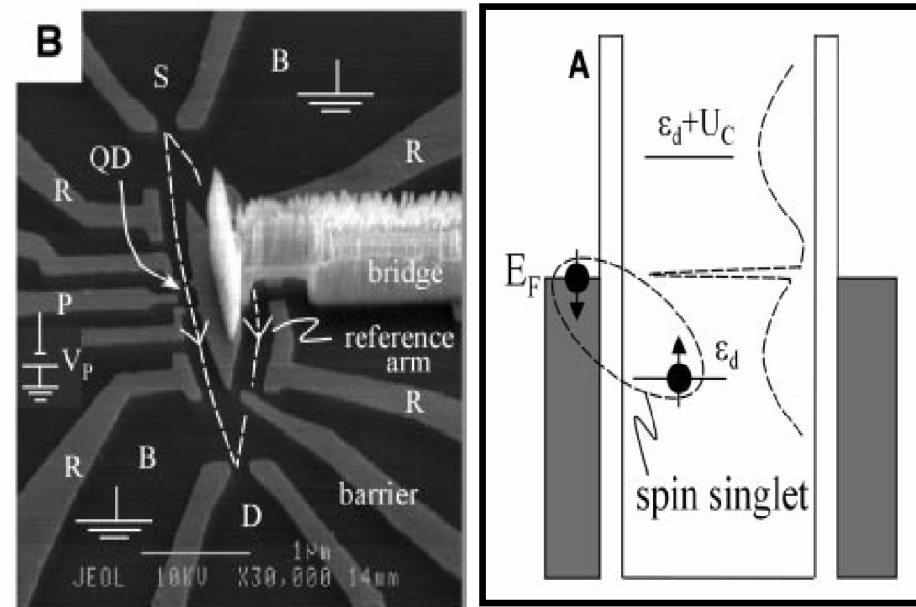 B
S
B
QD
R
R
bridge
P
V_P
reference
arm
R
R
B
barrier
D
1μm
JEOL 10KV X30,000 14mm
A
ε_d+U_C
E_F
ε_d
spin singlet